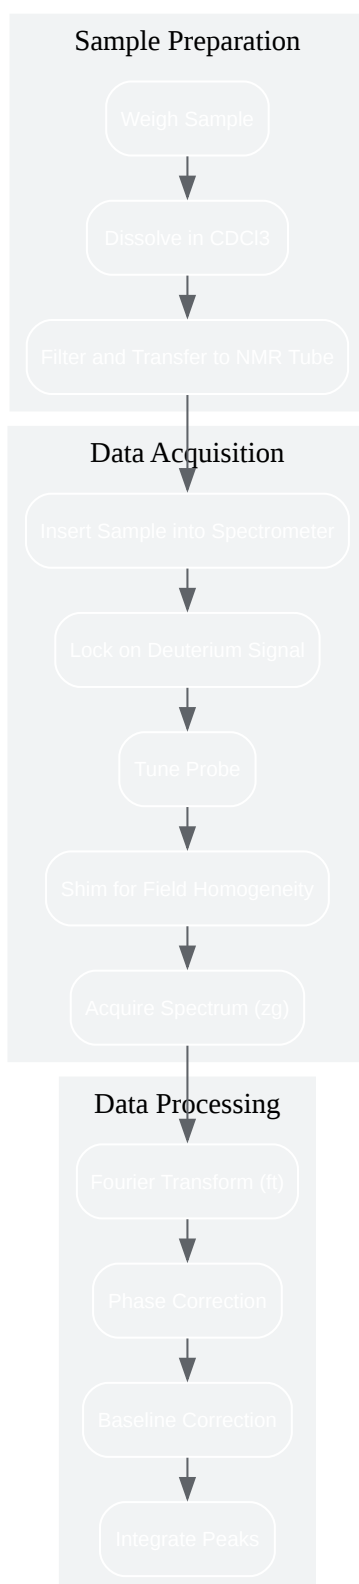 Sample Preparation
Weigh Sample
Dissolve in CDCl3
Filter and Transfer to NMR Tube
Data Acquisition
Insert Sample into Spectrometer
Lock on Deuterium Signal
Tune Probe
Shim for Field Homogeneity
Acquire Spectrum (zg)
Data Processing
Fourier Transform (ft)
Phase Correction
Baseline Correction
Integrate Peaks